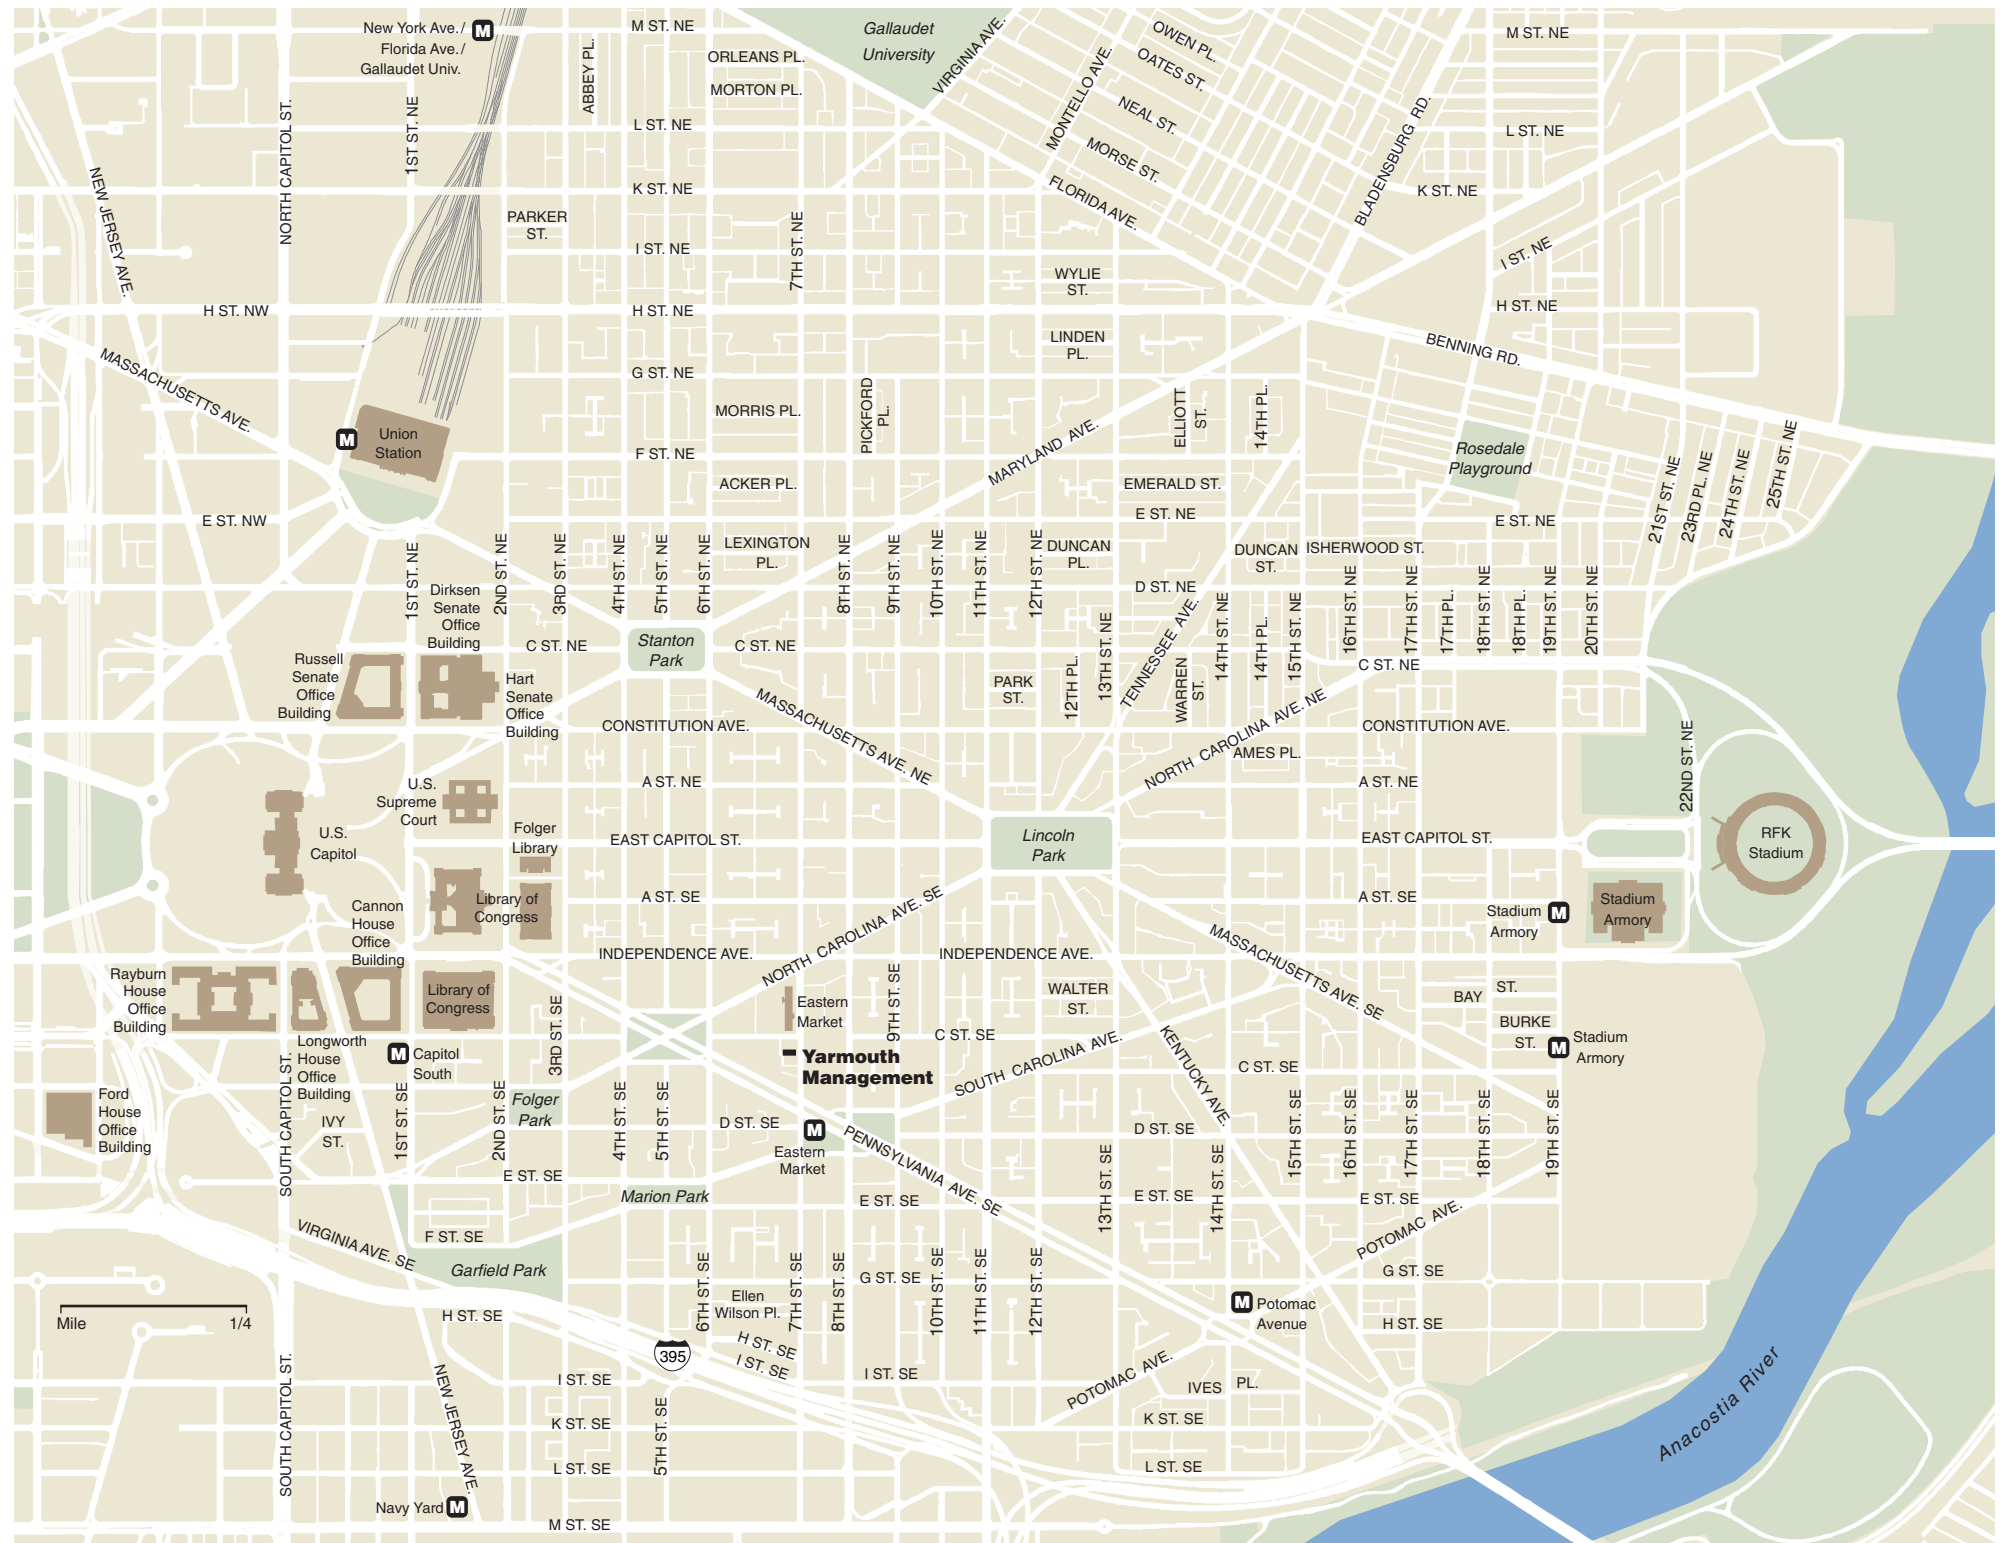 New York Ave./
Florida Ave./
Gallaudet Univ.
M
M ST. NE
Gallaudet
University
VIRGINIA AVE.
OWEN PL.
OATES ST.
M ST. NE
ORLEANS PL.
MORTON PL.
ABBEY PL.
MONTELLO AVE.
NEAL ST.
MORSE ST.
BLADENSBURG RD.
L ST. NE
L ST. NE
NORTH CAPITOL ST.
1ST ST. NE
NEW JERSEY AVE.
K ST. NE
FLORIDA AVE.
K ST. NE
PARKER
ST.
I ST. NE
7TH ST. NE
I ST. NE
WYLIE
ST.
H ST. NW
H ST. NE
H ST. NE
LINDEN
PL.
BENNING RD.
MASSACHUSETTS AVE.
G ST. NE
MORRIS PL.
PICKFORD
PL.
ELLIOTT
ST.
14TH PL.
M
Union
Station
F ST. NE
MARYLAND AVE.
Rosedale
Playground
ACKER PL.
EMERALD ST.
21ST ST. NE
23RD PL. NE
24TH ST. NE
25TH ST. NE
E ST. NW
E ST. NE
E ST. NE
1ST ST. NE
2ND ST. NE
3RD ST. NE
4TH ST. NE
5TH ST. NE
6TH ST. NE
LEXINGTON
PL.
8TH ST. NE
9TH ST. NE
10TH ST. NE
11TH ST. NE
12TH ST. NE
DUNCAN
PL.
DUNCAN
ST.
ISHERWOOD ST.
D ST. NE
Dirksen
Senate
Office
Building
13TH ST. NE
TENNESSEE AVE.
14TH ST. NE
14TH PL.
15TH ST. NE
16TH ST. NE
17TH ST. NE
17TH PL.
18TH ST. NE
18TH PL.
19TH ST. NE
20TH ST. NE
C ST. NE
Stanton
Park
C ST. NE
C ST. NE
Russell
Senate
Office
Building
Hart
Senate
Office
Building
PARK
ST.
12TH PL.
WARREN
ST.
MASSACHUSETTS AVE. NE
NORTH CAROLINA AVE. NE
CONSTITUTION AVE.
CONSTITUTION AVE.
AMES PL.
22ND ST. NE
A ST. NE
A ST. NE
U.S.
Supreme
Court
U.S.
Capitol
Folger
Library
EAST CAPITOL ST.
Lincoln
Park
EAST CAPITOL ST.
RFK
Stadium
Library of
Congress
A ST. SE
A ST. SE
Stadium
Armory
M
Stadium
Armory
Cannon
House
Office
Building
INDEPENDENCE AVE.
NORTH CAROLINA AVE. SE
INDEPENDENCE AVE.
MASSACHUSETTS AVE. SE
Rayburn
House
Office
Building
Library of
Congress
3RD ST. SE
Eastern
Market
9TH ST. SE
WALTER
ST.
BAY
ST.
BURKE
ST.
M
Stadium
Armory
Longworth
House
Office
Building
M
Capitol
South
Yarmouth
Management
C ST. SE
SOUTH CAROLINA AVE.
KENTUCKY AVE.
C ST. SE
Ford
House
Office
Building
SOUTH CAPITOL ST.
IVY
ST.
1ST ST. SE
2ND ST. SE
Folger
Park
4TH ST. SE
5TH ST. SE
D ST. SE
M
Eastern
Market
PENNSYLVANIA AVE. SE
D ST. SE
13TH ST. SE
14TH ST. SE
15TH ST. SE
16TH ST. SE
17TH ST. SE
18TH ST. SE
19TH ST. SE
E ST. SE
Marion Park
E ST. SE
E ST. SE
E ST. SE
VIRGINIA AVE. SE
F ST. SE
Garfield Park
POTOMAC AVE.
6TH ST. SE
7TH ST. SE
8TH ST. SE
G ST. SE
10TH ST. SE
11TH ST. SE
12TH ST. SE
G ST. SE
Ellen
Wilson Pl.
M
Potomac
Avenue
Mile
1/4
H ST. SE
H ST. SE
I ST. SE
H ST. SE
395
SOUTH CAPITOL ST.
NEW JERSEY AVE.
I ST. SE
I ST. SE
POTOMAC AVE.
IVES
PL.
5TH ST. SE
K ST. SE
K ST. SE
L ST. SE
L ST. SE
Anacostia River
Navy Yard
M
M ST. SE